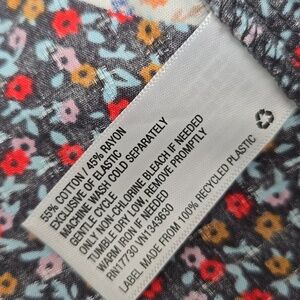 55% COTTON / 45% RAYON
EXCLUSIVE OF ELASTIC
MACHINE WASH COLD SEPARATELY
GENTLE CYCLE
ONLY NON-CHLORINE BLEACH IF NEEDED
TUMBLE DRY LOW, REMOVE PROMPTLY
WARM IRON IF NEEDED
RN17730 VN1343650
LABEL MADE FROM 100% RECYCLED PLASTIC